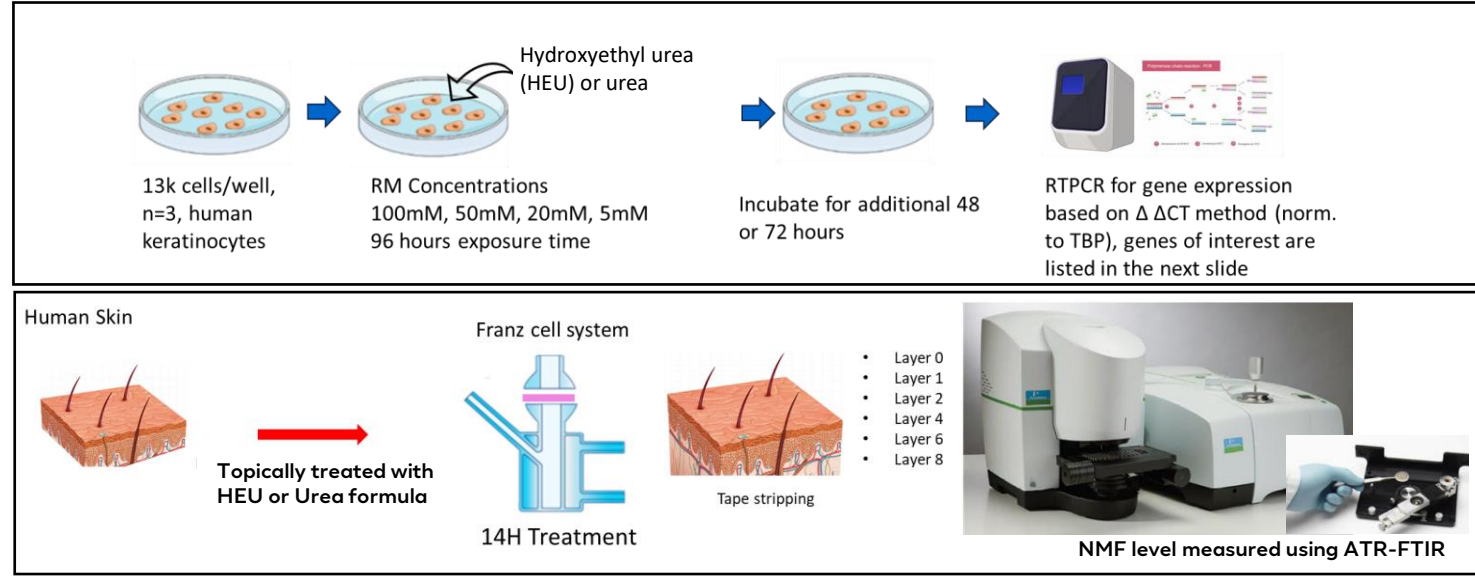 Hydroxyethyl urea
(HEU) or urea
Polymerase chain reaction - PCR
13k cells/well,
n=3, human
keratinocytes
RM Concentrations
100mM, 50mM, 20mM, 5mM
96 hours exposure time
Incubate for additional 48
or 72 hours
RTPCR for gene expression
based on Δ ΔCT method (norm.
to TBP), genes of interest are
listed in the next slide
Human Skin
Topically treated with
HEU or Urea formula
Franz cell system
14H Treatment
Tape stripping
• Layer 0
• Layer 1
• Layer 2
• Layer 4
• Layer 6
• Layer 8
NMF level measured using ATR-FTIR